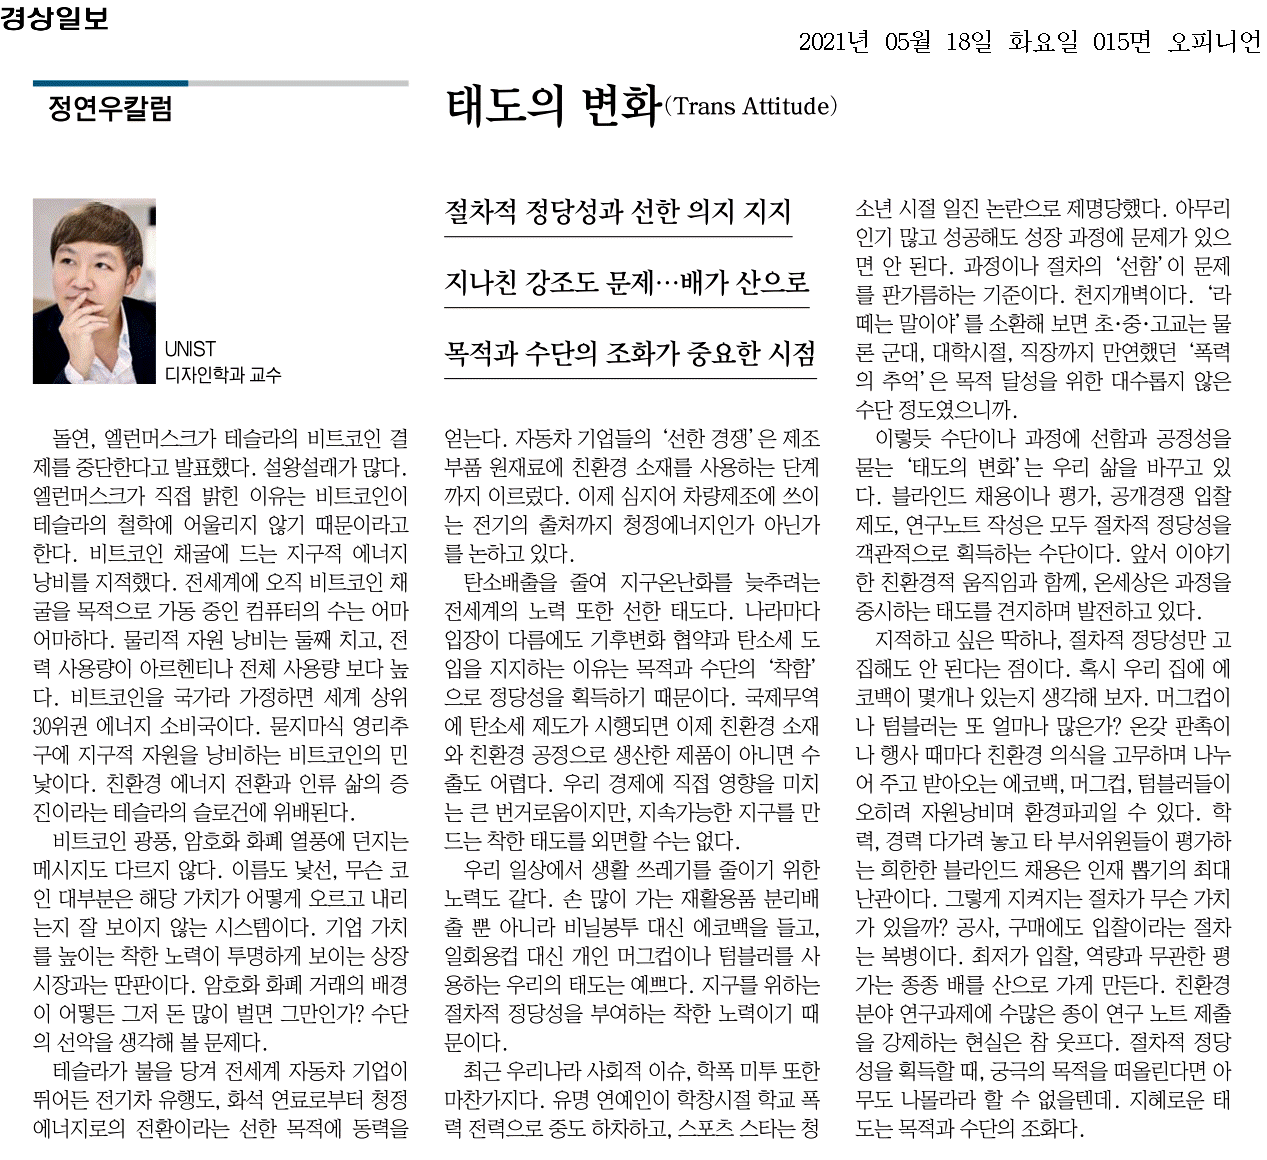 경상일보
2021년 05월 18일 화요일 015면 오피니언
정연우칼럼
태도의 변화(Trans Attitude)
UNIST
디자인학과 교수
절차적 정당성과 선한 의지 지지
지나친 강조도 문제…배가 산으로
목적과 수단의 조화가 중요한 시점
돌연, 엘런머스크가 테슬라의 비트코인 결
제를 중단한다고 발표했다. 설왕설래가 많다.
엘런머스크가 직접 밝힌 이유는 비트코인이
테슬라의 철학에 어울리지 않기 때문이라고
한다. 비트코인 채굴에 드는 지구적 에너지
낭비를 지적했다. 전세계에 오직 비트코인 채
굴을 목적으로 가동 중인 컴퓨터의 수는 어마
어마하다. 물리적 자원 낭비는 둘째 치고, 전
력 사용량이 아르헨티나 전체 사용량 보다 높
다. 비트코인을 국가라 가정하면 세계 상위
30위권 에너지 소비국이다. 묻지마식 영리추
구에 지구적 자원을 낭비하는 비트코인의 민
낯이다. 친환경 에너지 전환과 인류 삶의 증
진이라는 테슬라의 슬로건에 위배된다.
비트코인 광풍, 암호화 화폐 열풍에 던지는
메시지도 다르지 않다. 이름도 낯선, 무슨 코
인 대부분은 해당 가치가 어떻게 오르고 내리
는지 잘 보이지 않는 시스템이다. 기업 가치
를 높이는 착한 노력이 투명하게 보이는 상장
시장과는 딴판이다. 암호화 화폐 거래의 배경
이 어떻든 그저 돈 많이 벌면 그만인가? 수단
의 선악을 생각해 볼 문제다.
테슬라가 불을 당겨 전세계 자동차 기업이
뛰어든 전기차 유행도, 화석 연료로부터 청정
에너지로의 전환이라는 선한 목적에 동력을
얻는다. 자동차 기업들의 ‘선한 경쟁’은 제조
부품 원재료에 친환경 소재를 사용하는 단계
까지 이르렀다. 이제 심지어 차량제조에 쓰이
는 전기의 출처까지 청정에너지인가 아닌가
를 논하고 있다.
탄소배출을 줄여 지구온난화를 늦추려는
전세계의 노력 또한 선한 태도다. 나라마다
입장이 다름에도 기후변화 협약과 탄소세 도
입을 지지하는 이유는 목적과 수단의 ‘착함’
으로 정당성을 획득하기 때문이다. 국제무역
에 탄소세 제도가 시행되면 이제 친환경 소재
와 친환경 공정으로 생산한 제품이 아니면 수
출도 어렵다. 우리 경제에 직접 영향을 미치
는 큰 번거로움이지만, 지속가능한 지구를 만
드는 착한 태도를 외면할 수는 없다.
우리 일상에서 생활 쓰레기를 줄이기 위한
노력도 같다. 손 많이 가는 재활용품 분리배
출 뿐 아니라 비닐봉투 대신 에코백을 들고,
일회용컵 대신 개인 머그컵이나 텀블러를 사
용하는 우리의 태도는 예쁘다. 지구를 위하는
절차적 정당성을 부여하는 착한 노력이기 때
문이다.
최근 우리나라 사회적 이슈, 학폭 미투 또한
마찬가지다. 유명 연예인이 학창시절 학교 폭
력 전력으로 중도 하차하고, 스포츠 스타는 청
소년 시절 일진 논란으로 제명당했다. 아무리
인기 많고 성공해도 성장 과정에 문제가 있으
면 안 된다. 과정이나 절차의 ‘선함’이 문제
를 판가름하는 기준이다. 천지개벽이다. ‘라
떼는 말이야’를 소환해 보면 초·중·고교는 물
론 군대, 대학시절, 직장까지 만연했던 ‘폭력
의 추억’은 목적 달성을 위한 대수롭지 않은
수단 정도였으니까.
이렇듯 수단이나 과정에 선함과 공정성을
묻는 ‘태도의 변화’는 우리 삶을 바꾸고 있
다. 블라인드 채용이나 평가, 공개경쟁 입찰
제도, 연구노트 작성은 모두 절차적 정당성을
객관적으로 획득하는 수단이다. 앞서 이야기
한 친환경적 움직임과 함께, 온세상은 과정을
중시하는 태도를 견지하며 발전하고 있다.
지적하고 싶은 딱하나, 절차적 정당성만 고
집해도 안 된다는 점이다. 혹시 우리 집에 에
코백이 몇개나 있는지 생각해 보자. 머그컵이
나 텀블러는 또 얼마나 많은가? 온갖 판촉이
나 행사 때마다 친환경 의식을 고무하며 나누
어 주고 받아오는 에코백, 머그컵, 텀블러들이
오히려 자원낭비며 환경파괴일 수 있다. 학
력, 경력 다가려 놓고 타 부서위원들이 평가하
는 희한한 블라인드 채용은 인재 뽑기의 최대
난관이다. 그렇게 지켜지는 절차가 무슨 가치
가 있을까? 공사, 구매에도 입찰이라는 절차
는 복병이다. 최저가 입찰, 역량과 무관한 평
가는 종종 배를 산으로 가게 만든다. 친환경
분야 연구과제에 수많은 종이 연구 노트 제출
을 강제하는 현실은 참 웃프다. 절차적 정당
성을 획득할 때, 궁극의 목적을 떠올린다면 아
무도 나몰라라 할 수 없을텐데. 지혜로운 태
도는 목적과 수단의 조화다.